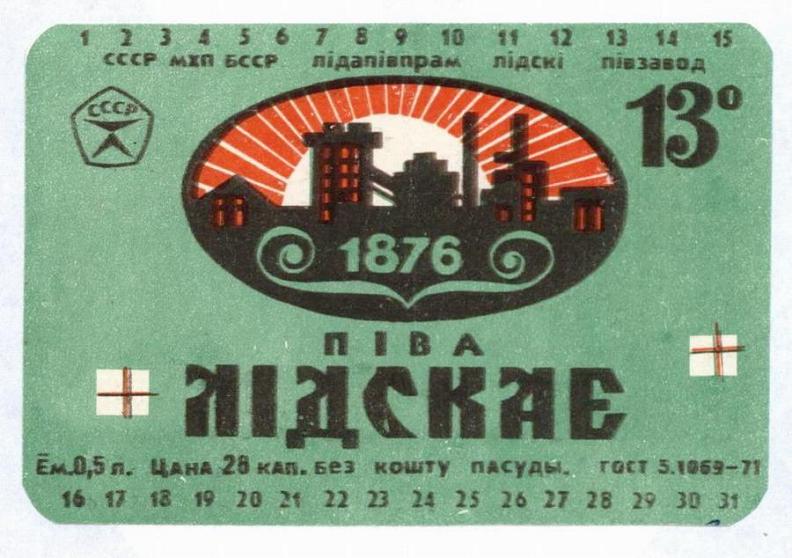 1 2 3 4 5 6 7 8 9 10 11 12 13 14 15
СССР МХП БССР лідапівпрам лідскі півзавод
СССР
13°
1876
ПІВА
ЛІДСКАЕ
Ём.0,5 л. Цана 28 кап. без кошту пасуды. ГОСТ 5.1069-71
16 17 18 19 20 21 22 23 24 25 26 27 28 29 30 31